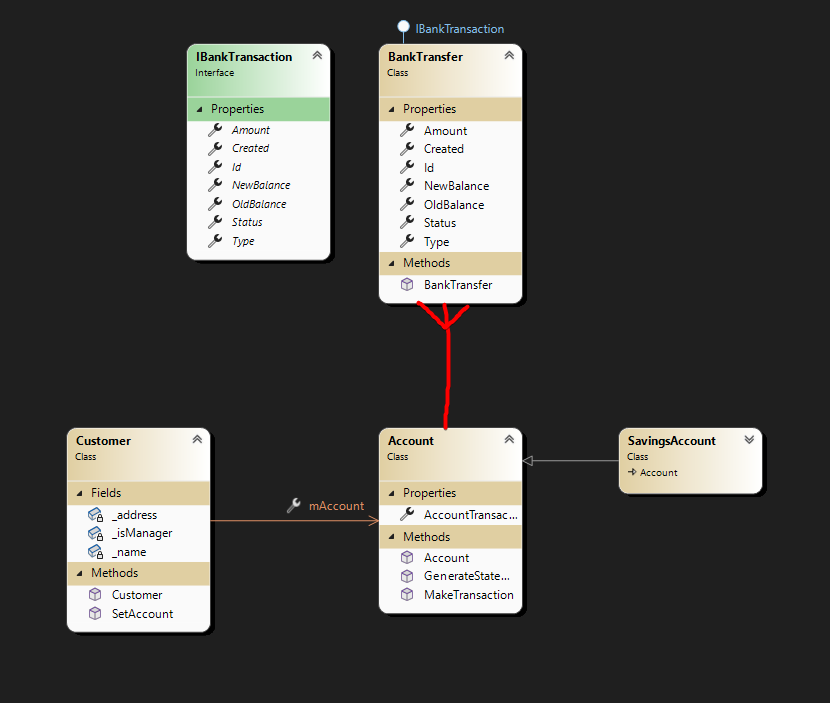 IBankTransaction
IBankTransaction
Interface
Properties
Amount
Created
Id
NewBalance
OldBalance
Status
Type
BankTransfer
Class
Properties
Amount
Created
Id
NewBalance
OldBalance
Status
Type
Methods
BankTransfer
Customer
Class
Fields
_address
_isManager
_name
Methods
Customer
SetAccount
mAccount
Account
Class
Properties
AccountTransac...
Methods
Account
GenerateState...
MakeTransaction
SavingsAccount
Class
Account